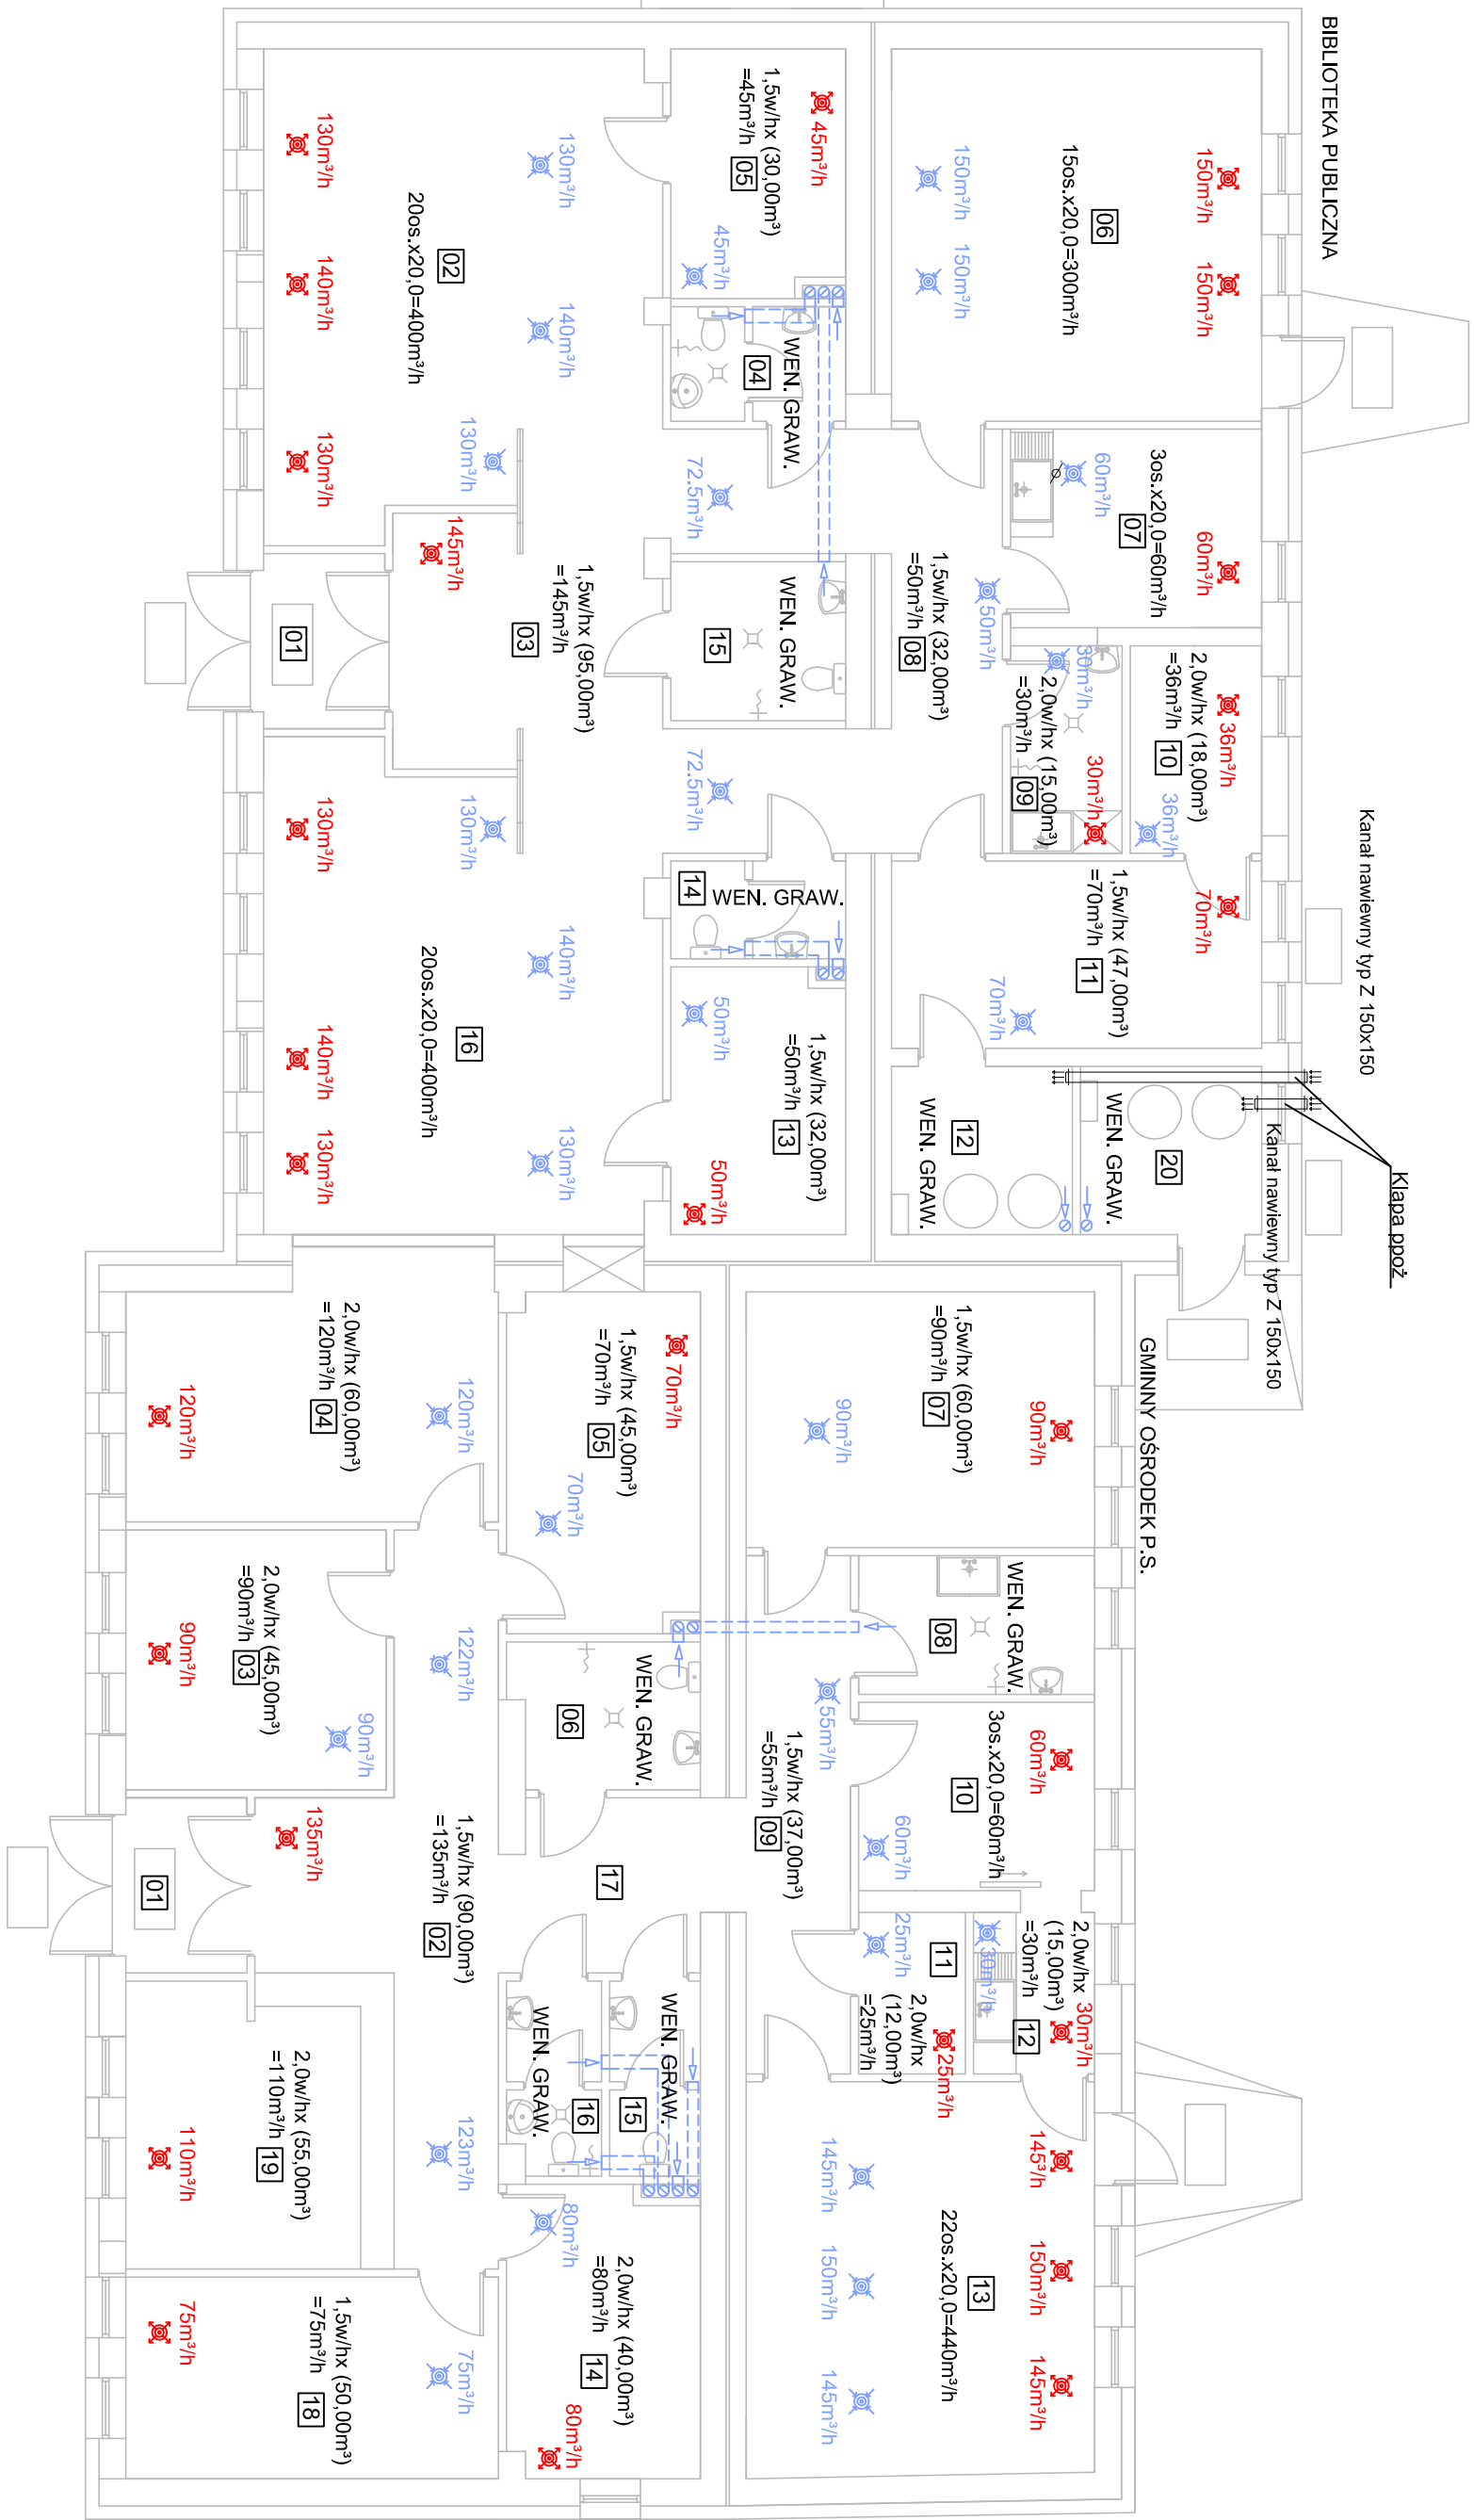 BIBLIOTEKA PUBLICZNA
150m³/h
150m³/h
06
15os.x20,0=300m³/h
150m³/h
150m³/h
45m³/h
1,5w/hx (30,00m³)
=45m³/h
05
45m³/h
WEN. GRAW.
04
130m³/h
140m³/h
130m³/h
02
20os.x20,0=400m³/h
130m³/h
140m³/h
130m³/h
3os.x20,0=60m³/h
07
60m³/h
60m³/h
1,5w/hx (32,00m³)
=50m³/h
08
50m³/h
72.5m³/h
WEN. GRAW.
15
72.5m³/h
145m³/h
1,5w/hx (95,00m³)
=145m³/h
03
01
30m³/h
2,0w/hx (15,00m³)
=30m³/h
09
30m³/h
2,0w/hx (18,00m³)
=36m³/h
10
36m³/h
36m³/h
70m³/h
1,5w/hx (47,00m³)
=70m³/h
11
70m³/h
Kanał nawiewny typ Z 150x150
Kanał nawiewny typ Z 150x150
Klapa ppoż
WEN. GRAW.
20
WEN. GRAW.
12
WEN. GRAW.
14
1,5w/hx (32,00m³)
=50m³/h
13
50m³/h
50m³/h
130m³/h
140m³/h
130m³/h
16
20os.x20,0=400m³/h
130m³/h
140m³/h
130m³/h
GMINNY OŚRODEK P.S.
90m³/h
1,5w/hx (60,00m³)
=90m³/h
07
90m³/h
70m³/h
1,5w/hx (45,00m³)
=70m³/h
05
70m³/h
2,0w/hx (60,00m³)
=120m³/h
04
120m³/h
120m³/h
WEN. GRAW.
08
WEN. GRAW.
06
122m³/h
2,0w/hx (45,00m³)
=90m³/h
03
90m³/h
90m³/h
60m³/h
3os.x20,0=60m³/h
10
60m³/h
55m³/h
1,5w/hx (37,00m³)
=55m³/h
09
17
135m³/h
1,5w/hx (90,00m³)
=135m³/h
02
01
2,0w/hx
(15,00m³)
=30m³/h
12
30m³/h
30m³/h
11
2,0w/hx
(12,00m³)
=25m³/h
25m³/h
25m³/h
WEN. GRAW.
15
WEN. GRAW.
16
123m³/h
2,0w/hx (55,00m³)
=110m³/h
19
110m³/h
145³/h
150m³/h
145m³/h
13
22os.x20,0=440m³/h
145m³/h
150m³/h
145m³/h
80m³/h
2,0w/hx (40,00m³)
=80m³/h
14
80m³/h
75m³/h
1,5w/hx (50,00m³)
=75m³/h
18
75m³/h